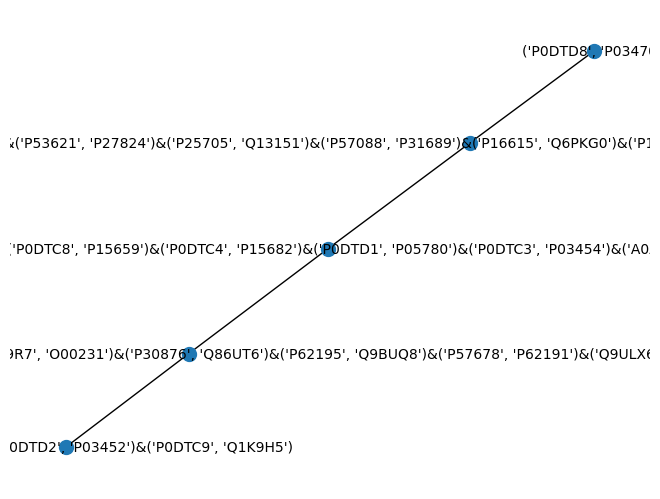 ('P0DTD8', 'P0347
&('P53621', 'P27824')&('P25705', 'Q13151')&('P57088', 'P31689')&('P16615', 'Q6PKG0')&('P1
'P0DTC8', 'P15659')&('P0DTC4', 'P15682')&('P0DTD1', 'P05780')&('P0DTC3', 'P03454')&('A0
9R7', 'O00231')&('P30876', 'Q86UT6')&('P62195', 'Q9BUQ8')&('P57678', 'P62191')&('Q9ULX6
0DTD2', 'P03452')&('P0DTC9', 'Q1K9H5')